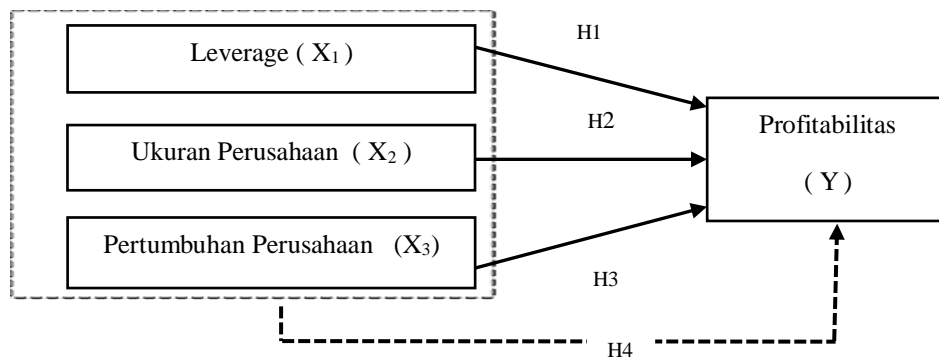 H1
Leverage ( X₁ )
H2
Profitabilitas
Ukuran Perusahaan ( X₂ )
( Y )
Pertumbuhan Perusahaan (X₃)
H3
H4